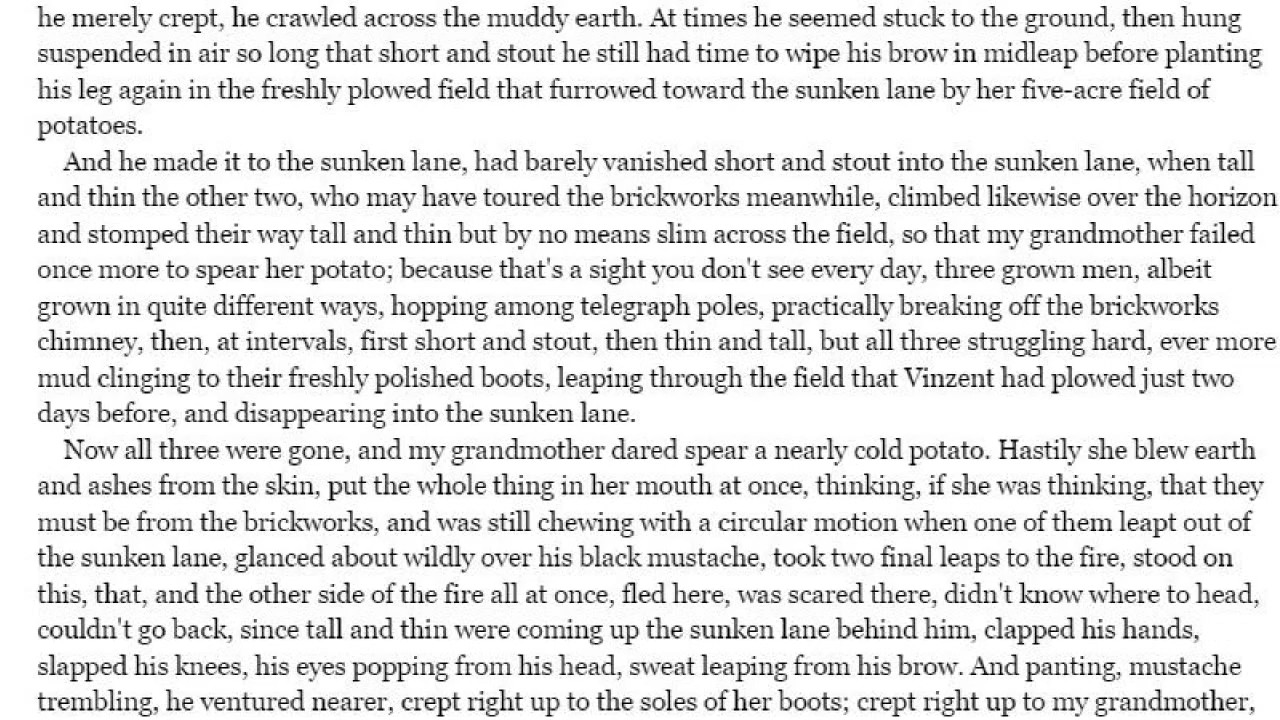 he merely crept, he crawled across the muddy earth. At times he seemed stuck to the ground, then hung
suspended in air so long that short and stout he still had time to wipe his brow in midleap before planting
his leg again in the freshly plowed field that furrowed toward the sunken lane by her five-acre field of
potatoes.
And he made it to the sunken lane, had barely vanished short and stout into the sunken lane, when tall
and thin the other two, who may have toured the brickworks meanwhile, climbed likewise over the horizon
and stomped their way tall and thin but by no means slim across the field, so that my grandmother failed
once more to spear her potato; because that's a sight you don't see every day, three grown men, albeit
grown in quite different ways, hopping among telegraph poles, practically breaking off the brickworks
chimney, then, at intervals, first short and stout, then thin and tall, but all three struggling hard, ever more
mud clinging to their freshly polished boots, leaping through the field that Vinzent had plowed just two
days before, and disappearing into the sunken lane.
Now all three were gone, and my grandmother dared spear a nearly cold potato. Hastily she blew earth
and ashes from the skin, put the whole thing in her mouth at once, thinking, if she was thinking, that they
must be from the brickworks, and was still chewing with a circular motion when one of them leapt out of
the sunken lane, glanced about wildly over his black mustache, took two final leaps to the fire, stood on
this, that, and the other side of the fire all at once, fled here, was scared there, didn't know where to head,
couldn't go back, since tall and thin were coming up the sunken lane behind him, clapped his hands,
slapped his knees, his eyes popping from his head, sweat leaping from his brow. And panting, mustache
trembling, he ventured nearer, crept right up to the soles of her boots; crept right up to my grandmother,